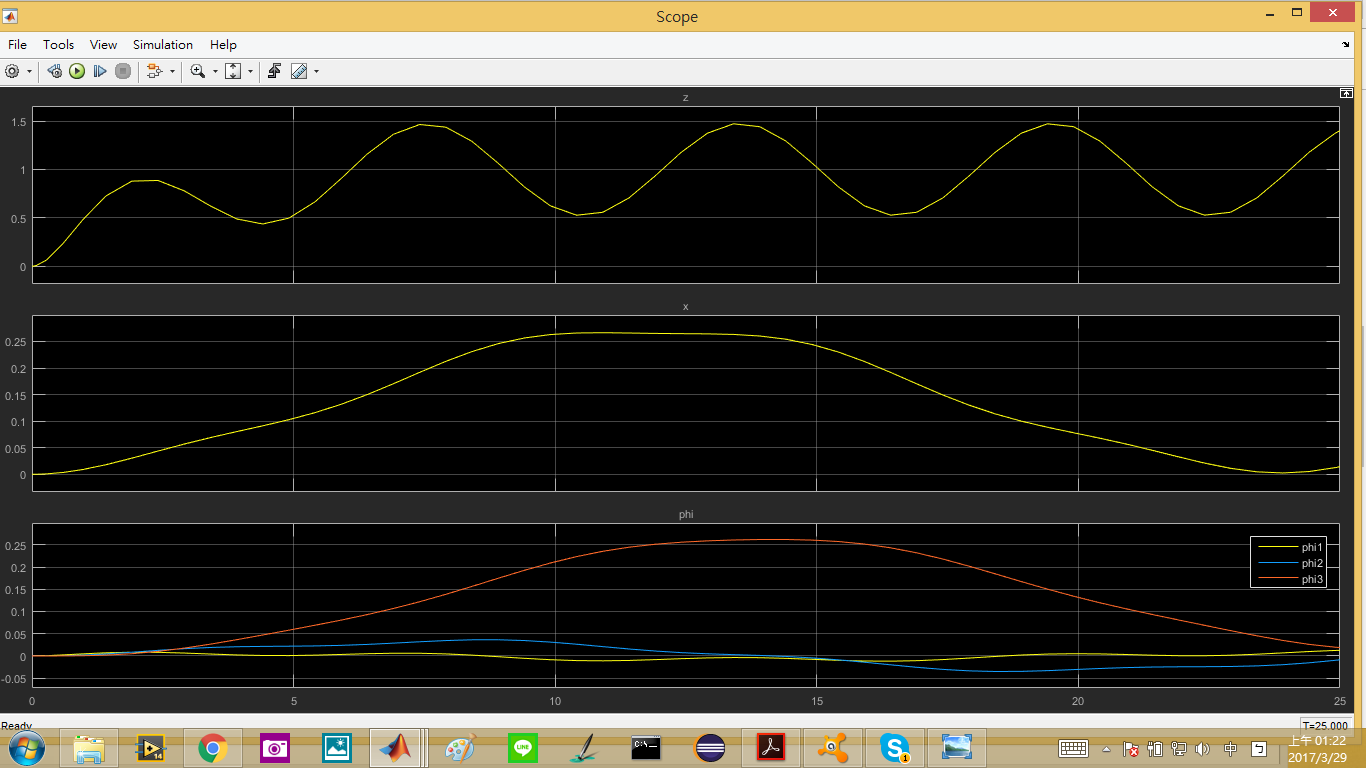 Scope
File Tools View Simulation Help
z
1.5
1
0.5
0
x
0.25
0.2
0.15
0.1
0.05
0
phi
0.25
0.2
0.15
0.1
0.05
0
-0.05
phi1
phi2
phi3
0 5 10 15 20 25
Ready
T=25.000
14
LINE
C:\
1
中
上午 01:22
2017/3/29